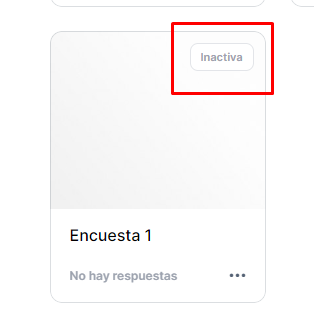 Inactiva
Encuesta 1
No hay respuestas